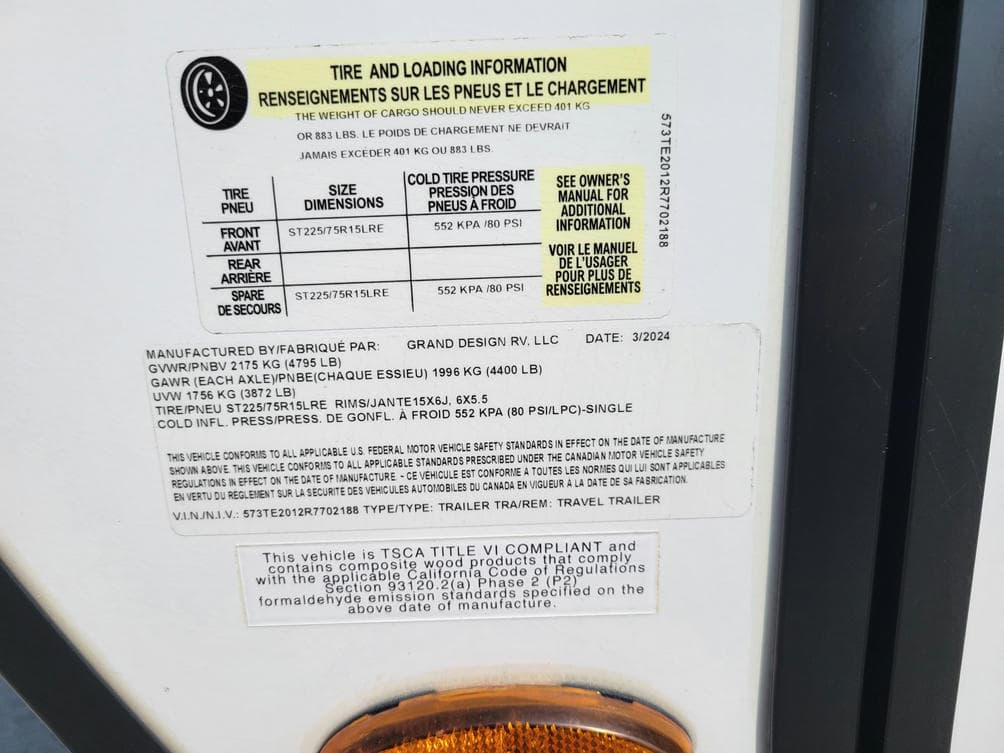 TIRE AND LOADING INFORMATION
RENSEIGNEMENTS SUR LES PNEUS ET LE CHARGEMENT
THE WEIGHT OF CARGO SHOULD NEVER EXCEED 401 KG
OR 883 LBS. LE POIDS DE CHARGEMENT NE DEVRAIT
JAMAIS EXCÉDER 401 KG OU 883 LBS.
TIRE
PNEU
SIZE
DIMENSIONS
COLD TIRE PRESSURE
PRESSION DES
PNEUS À FROID
FRONT
AVANT
ST225/75R15LRE
552 KPA /80 PSI
REAR
ARRIÈRE
SPARE
DE SECOURS
ST225/75R15LRE
552 KPA /80 PSI
SEE OWNER'S
MANUAL FOR
ADDITIONAL
INFORMATION
VOIR LE MANUEL
DE L'USAGER
POUR PLUS DE
RENSEIGNEMENTS
573TE2012R7702188
MANUFACTURED BY/FABRIQUÉ PAR: GRAND DESIGN RV, LLC DATE: 3/2024
GVWR/PNBV 2175 KG (4795 LB)
GAWR (EACH AXLE)/PNBE(CHAQUE ESSIEU) 1996 KG (4400 LB)
UVW 1756 KG (3872 LB)
TIRE/PNEU ST225/75R15LRE RIMS/JANTE15X6J, 6X5.5
COLD INFL. PRESS/PRESS. DE GONFL. À FROID 552 KPA (80 PSI/LPC)-SINGLE
THIS VEHICLE CONFORMS TO ALL APPLICABLE U.S. FEDERAL MOTOR VEHICLE SAFETY STANDARDS IN EFFECT ON THE DATE OF MANUFACTURE
SHOWN ABOVE. THIS VEHICLE CONFORMS TO ALL APPLICABLE STANDARDS PRESCRIBED UNDER THE CANADIAN MOTOR VEHICLE SAFETY
REGULATIONS IN EFFECT ON THE DATE OF MANUFACTURE. - CE VEHICULE EST CONFORME A TOUTES LES NORMES QUI LUI SONT APPLICABLES
EN VERTU DU REGLEMENT SUR LA SECURITE DES VEHICULES AUTOMOBILES DU CANADA EN VIGUEUR A LA DATE DE SA FABRICATION.
V.I.N./N.I.V.: 573TE2012R7702188 TYPE/TYPE: TRAILER TRA/REM: TRAVEL TRAILER
This vehicle is TSCA TITLE VI COMPLIANT and
contains composite wood products that comply
with the applicable California Code of Regulations
Section 93120.2(a) Phase 2 (P2)
formaldehyde emission standards specified on the
above date of manufacture.